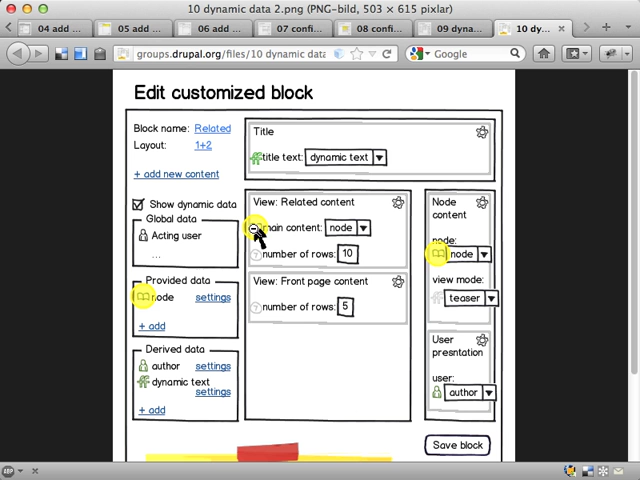 10 dynamic data 2.png (PNG-bild, 503 × 615 pixlar)
04 add ...
05 add ...
06 add ...
07 confi...
08 confi...
09 dyna...
10 dy...
groups.drupal.org/files/10 dynamic data
Google
Edit customized block
Block name: Related
Layout: 1+2
+ add new content
Title
title text: dynamic text
Show dynamic data
Global data
Acting user
...
Provided data
node settings
+ add
Derived data
author settings
dynamic text
settings
+ add
View: Related content
main content: node
number of rows: 10
View: Front page content
number of rows: 5
Node
content
node:
node
view mode:
teaser
User
presntation
user:
author
Save block
ABP